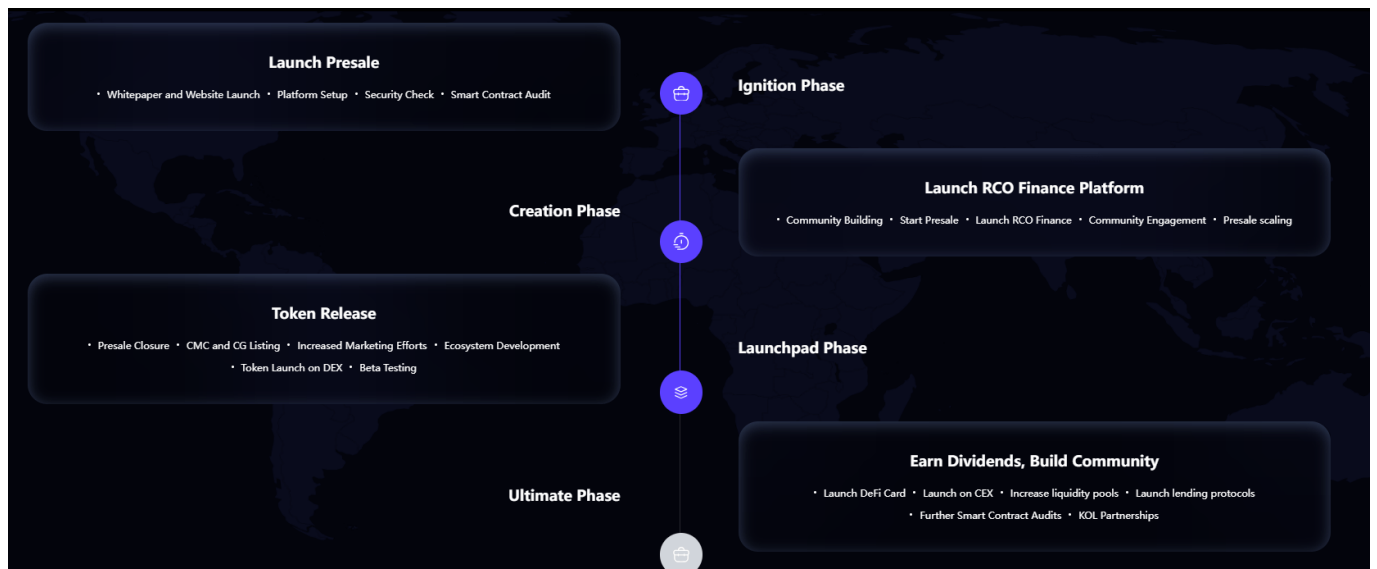 Launch Presale
• Whitepaper and Website Launch • Platform Setup • Security Check • Smart Contract Audit
Ignition Phase
Creation Phase
Launch RCO Finance Platform
• Community Building • Start Presale • Launch RCO Finance • Community Engagement • Presale scaling
Token Release
• Presale Closure • CMC and CG Listing • Increased Marketing Efforts • Ecosystem Development
• Token Launch on DEX • Beta Testing
Launchpad Phase
Ultimate Phase
Earn Dividends, Build Community
• Launch DeFi Card • Launch on CEX • Increase liquidity pools • Launch lending protocols
• Further Smart Contract Audits • KOL Partnerships